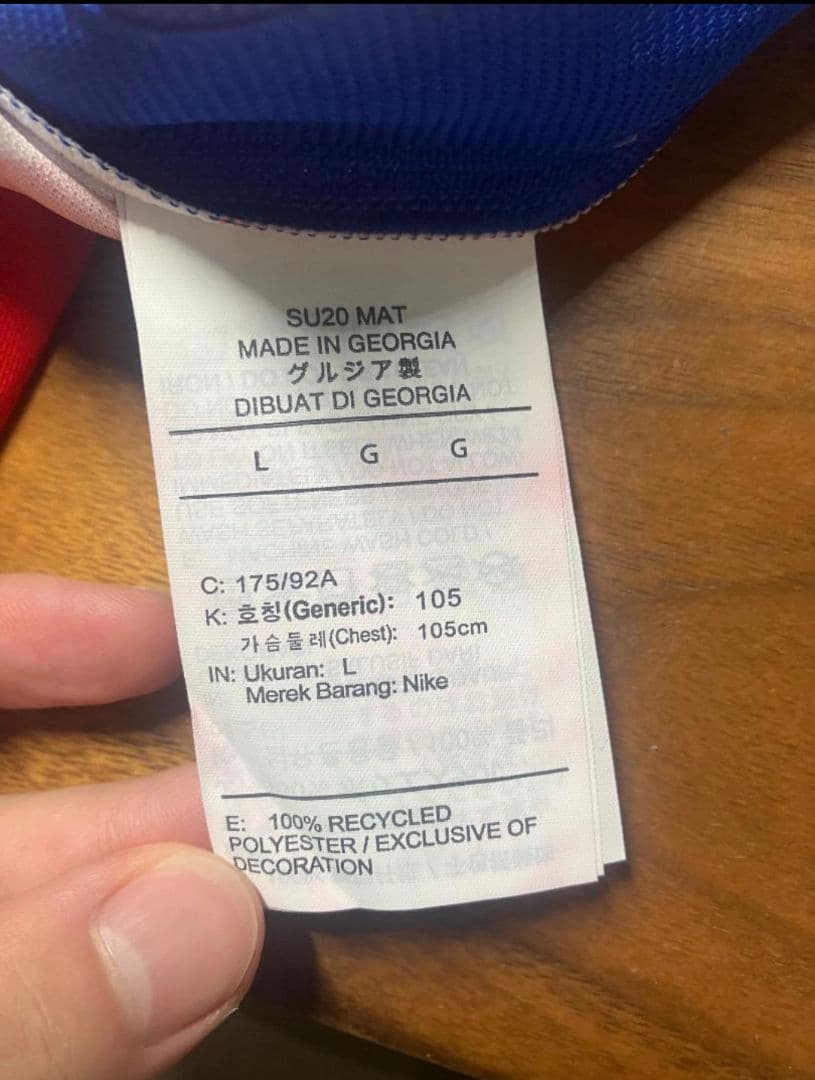 SU20 MAT
MADE IN GEORGIA
グルジア製
DIBUAT DI GEORGIA
L G G
C: 175/92A
K: 호칭(Generic): 105
가슴둘레(Chest): 105cm
IN: Ukuran: L
Merek Barang: Nike
E: 100% RECYCLED
POLYESTER / EXCLUSIVE OF
DECORATION